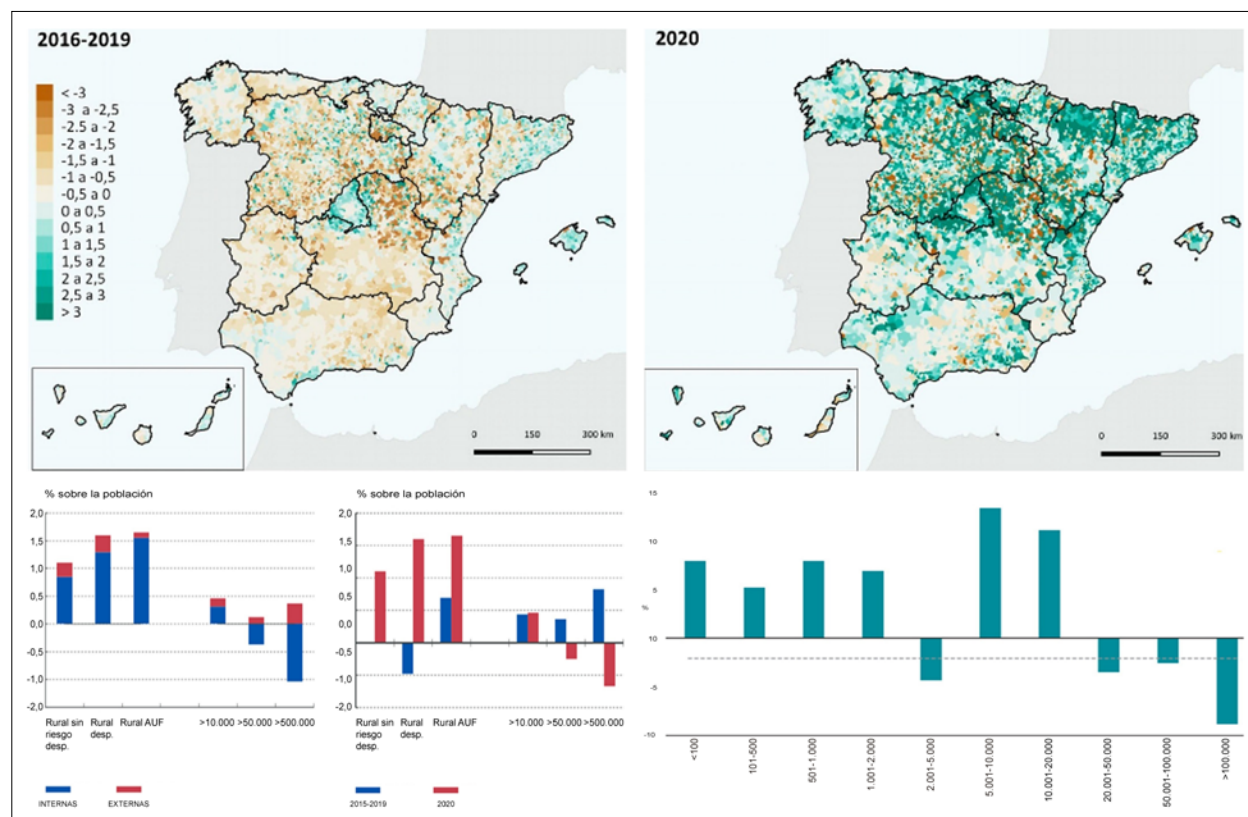 2016-2019
< -3
-3 a -2,5
-2.5 a -2
-2 a -1,5
-1,5 a -1
-1 a -0,5
-0,5 a 0
0 a 0,5
0,5 a 1
1 a 1,5
1,5 a 2
2 a 2,5
2,5 a 3
> 3
0 150 300 km
2020
0 150 300 km
% sobre la población
2,0
1,5
1,0
0,5
0,0
-0,5
-1,0
-2,0
Rural sin riesgo desp.
Rural desp.
Rural AUF
>10.000 >50.000 >500.000
INTERNAS EXTERNAS
% sobre la población
2,0
1,5
1,0
0,5
0,0
-0,5
-1,0
-2,0
Rural sin riesgo desp.
Rural desp.
Rural AUF
>10.000 >50.000 >500.000
2015-2019 2020
15
10
5
%
10
-5
-10
<100
101-500
501-1.000
1.001-2.000
2.001-5.000
5.001-10.000
10.001-20.000
20.001-50.000
50.001-100.000
>100.000